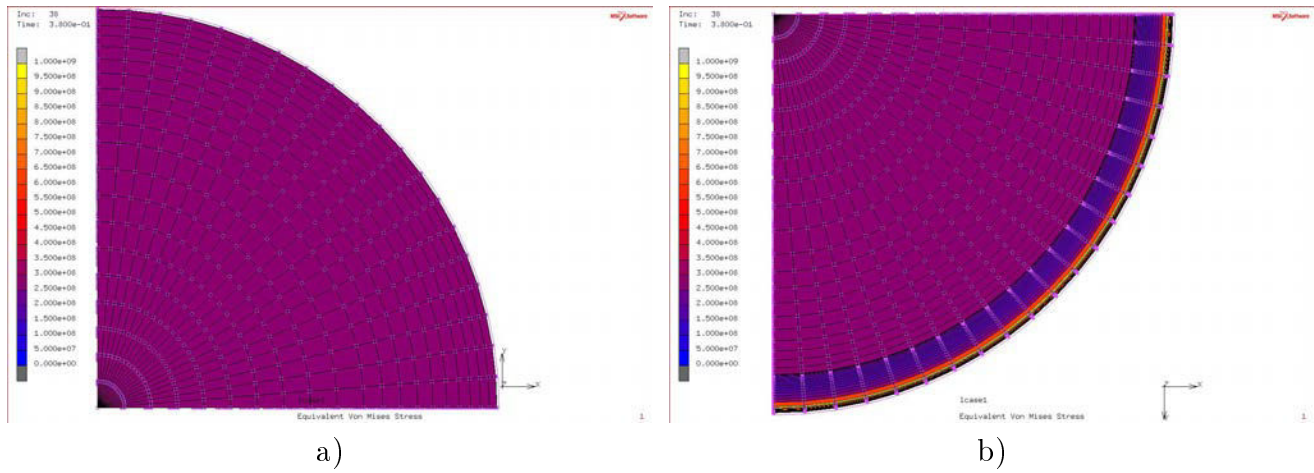 Inc: 38
Time: 3.800e-01
MSC Software
1.000e+09
9.500e+08
9.000e+08
8.500e+08
8.000e+08
7.500e+08
7.000e+08
6.500e+08
6.000e+08
5.500e+08
5.000e+08
4.500e+08
4.000e+08
3.500e+08
3.000e+08
2.500e+08
2.000e+08
1.500e+08
1.000e+08
5.000e+07
0.000e+00
Y
X
lcase1
Equivalent Von Mises Stress
1
a)
Inc: 38
Time: 3.800e-01
MSC Software
1.000e+09
9.500e+08
9.000e+08
8.500e+08
8.000e+08
7.500e+08
7.000e+08
6.500e+08
6.000e+08
5.500e+08
5.000e+08
4.500e+08
4.000e+08
3.500e+08
3.000e+08
2.500e+08
2.000e+08
1.500e+08
1.000e+08
5.000e+07
0.000e+00
X
lcase1
Equivalent Von Mises Stress
1
b)